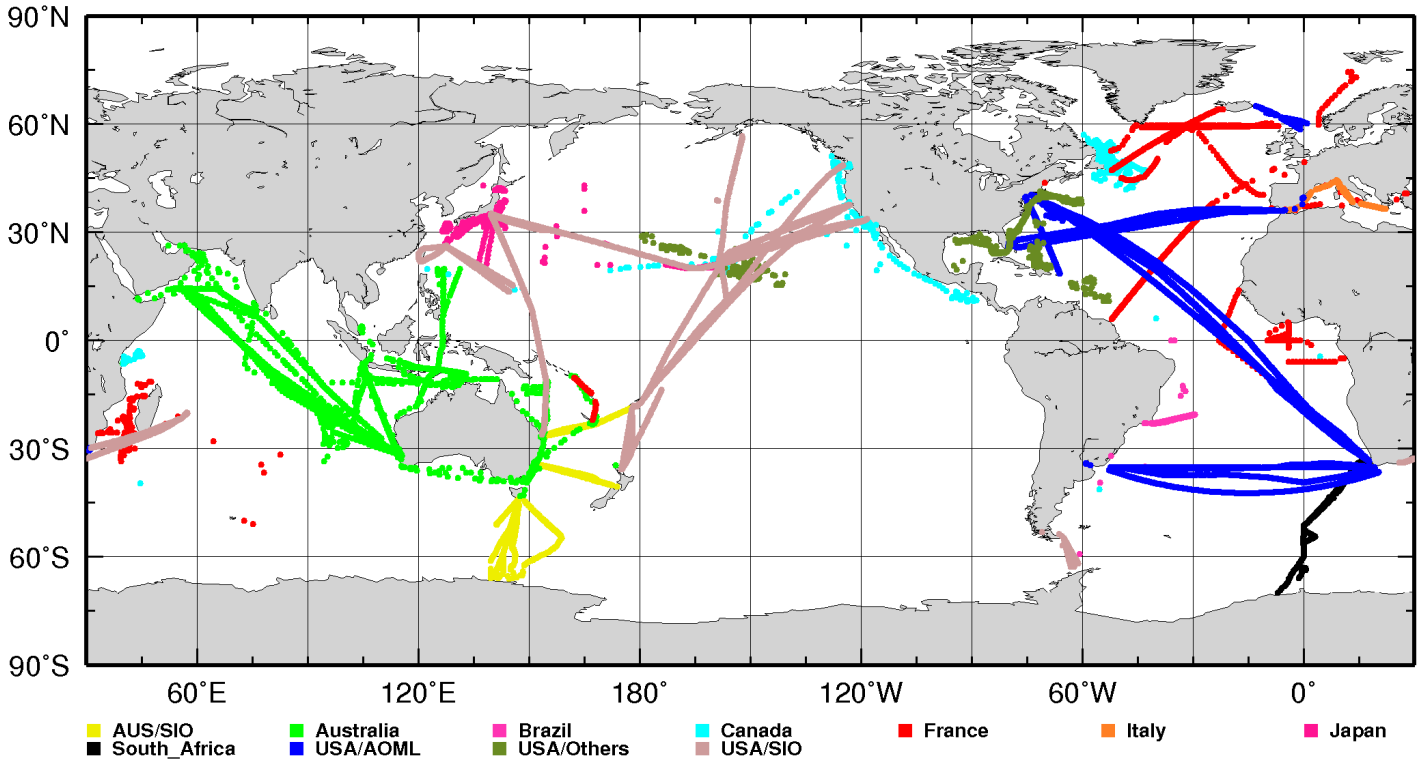 90˚N
60˚N
30˚N
0˚
30˚S
60˚S
90˚S
60˚E 120˚E 180˚ 120˚W 60˚W 0˚
AUS/SIO Australia Brazil Canada France Italy Japan
South_Africa USA/AOML USA/Others USA/SIO